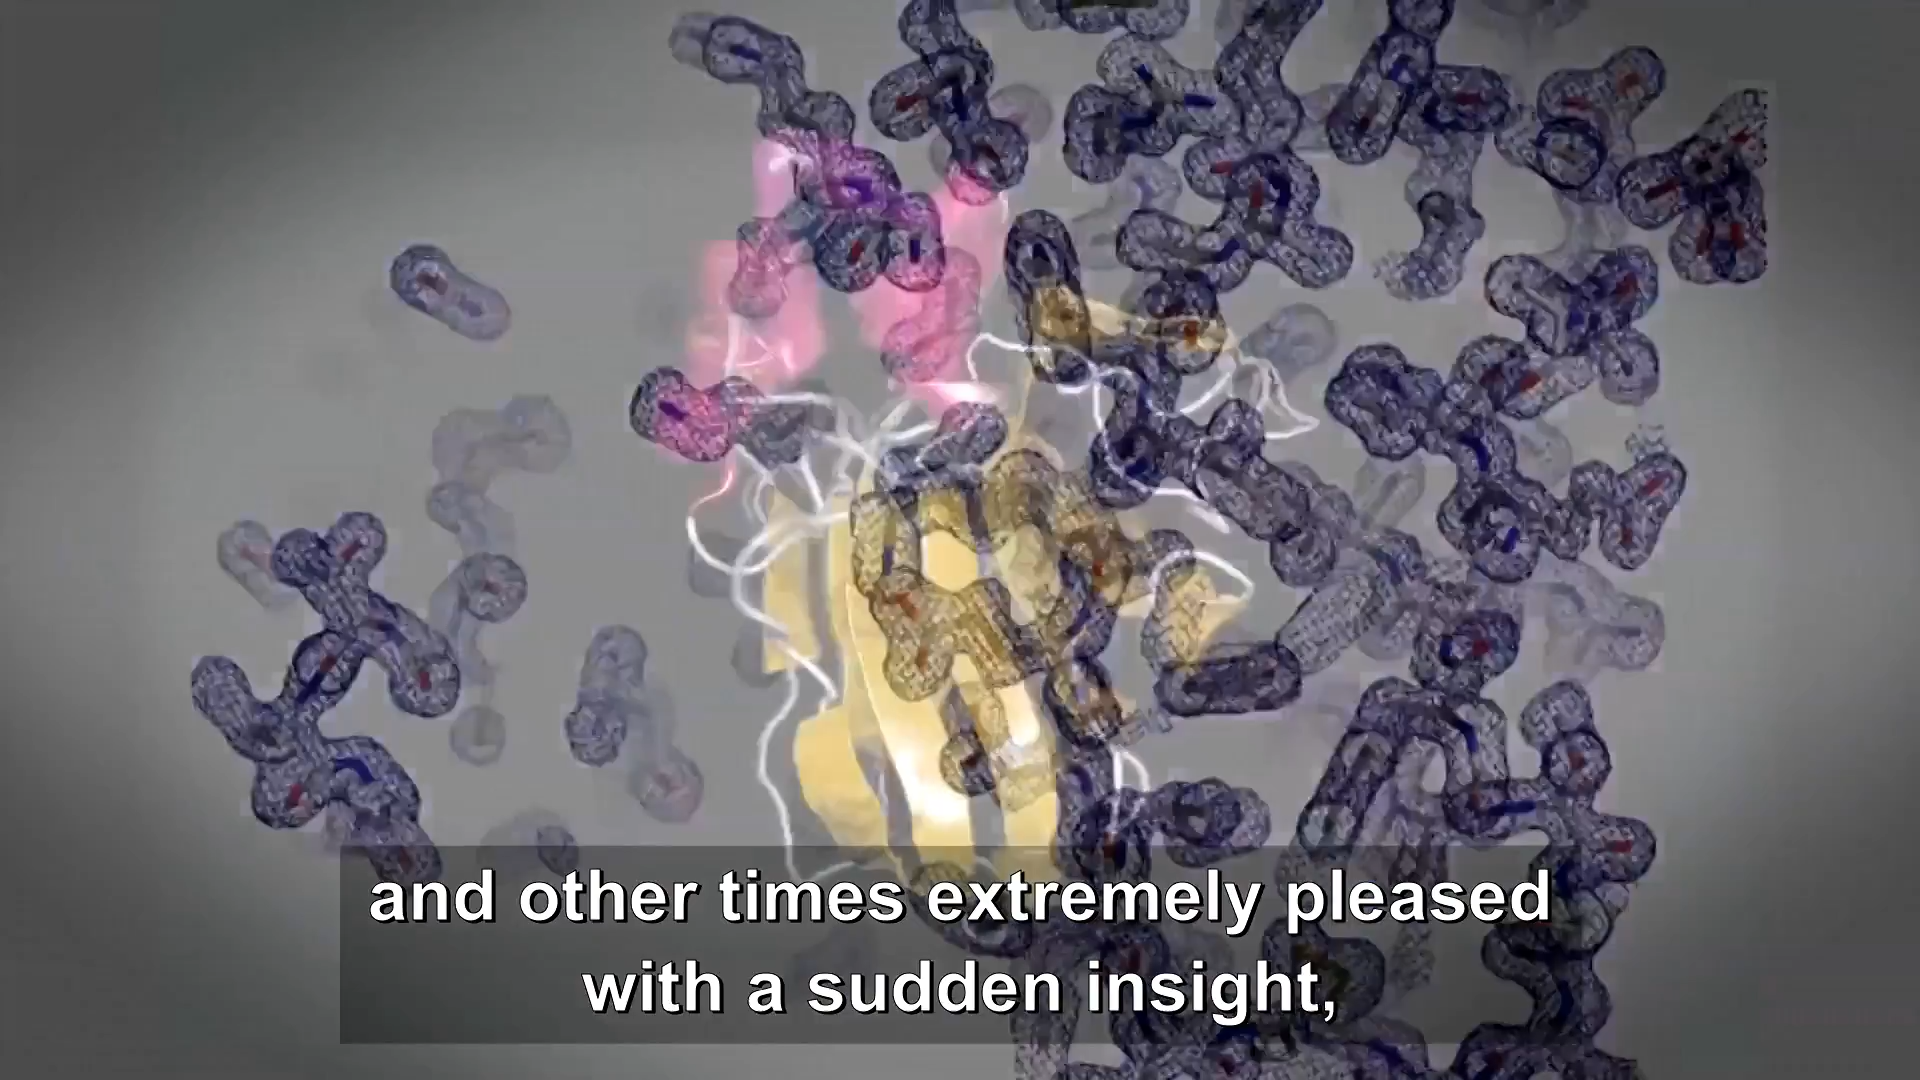 and other times extremely pleased
with a sudden insight,